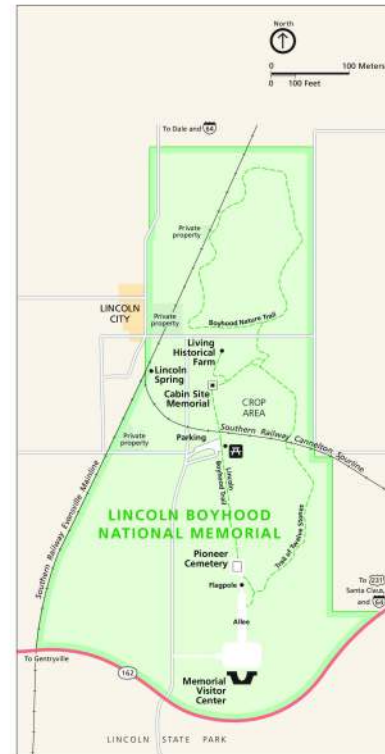 North
0 100 Meters
0 100 Feet
To Dale and 64
Private
property
LINCOLN
CITY
Private
property
Boyhood Nature Trail
Living
Historical
Farm
Lincoln
Spring
Cabin Site
Memorial
CROP
AREA
Southern Railway Cannelton Spurline
Parking
Private
property
Lincoln
Boyhood Trail
Southern Railway Evansville Mainline
LINCOLN BOYHOOD
NATIONAL MEMORIAL
Trail of Twelve Stones
Pioneer
Cemetery
Flagpole
To 231
Santa Claus,
and 64
Allee
To Gentryville
162
Memorial
Visitor
Center
LINCOLN STATE PARK